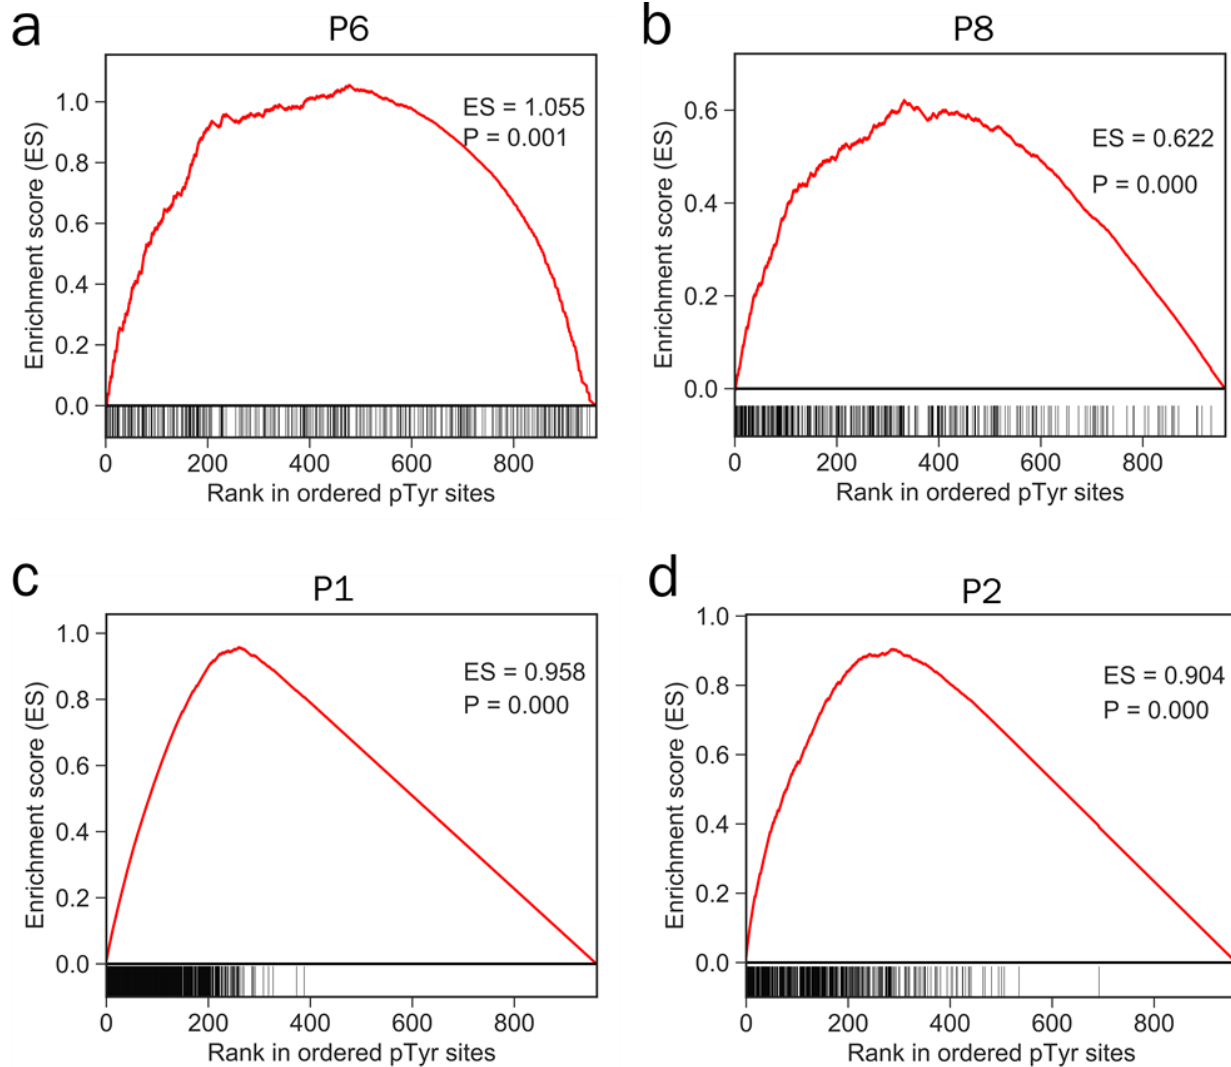 a
P6
ES = 1.055
P = 0.001
Enrichment score (ES)
1.0
0.8
0.6
0.4
0.2
0.0
0 200 400 600 800
Rank in ordered pTyr sites
b
P8
ES = 0.622
P = 0.000
Enrichment score (ES)
0.6
0.4
0.2
0.0
0 200 400 600 800
Rank in ordered pTyr sites
c
P1
ES = 0.958
P = 0.000
Enrichment score (ES)
1.0
0.8
0.6
0.4
0.2
0.0
0 200 400 600 800
Rank in ordered pTyr sites
d
P2
ES = 0.904
P = 0.000
Enrichment score (ES)
1.0
0.8
0.6
0.4
0.2
0.0
0 200 400 600 800
Rank in ordered pTyr sites